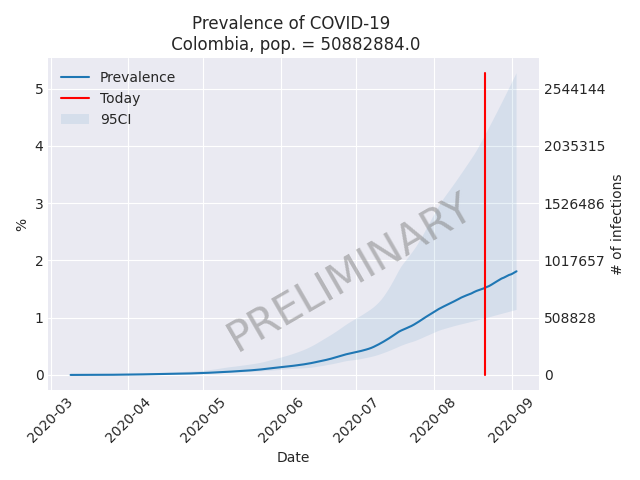 Prevalence of COVID-19
Colombia, pop. = 50882884.0
Prevalence
Today
95CI
PRELIMINARY
%
5
4
3
2
1
0
2544144
2035315
1526486
1017657
508828
0
# of infections
2020-03
2020-04
2020-05
2020-06
2020-07
2020-08
2020-09
Date